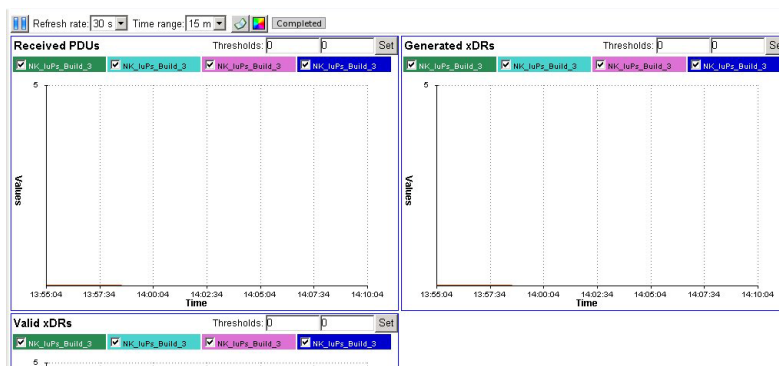 Refresh rate: 30 s Time range: 15 m Completed
Received PDUs Thresholds: 0 0 Set
NK_IuPs_Build_3 NK_IuPs_Build_3 NK_IuPs_Build_3 NK_IuPs_Build_3
5
Values
13:55:04 13:57:34 14:00:04 14:02:34 14:05:04 14:07:34 14:10:04
Time
Generated xDRs Thresholds: 0 0 Se
NK_IuPs_Build_3 NK_IuPs_Build_3 NK_IuPs_Build_3 NK_IuPs_Build_3
5
Values
13:55:04 13:57:34 14:00:04 14:02:34 14:05:04 14:07:34 14:10:04
Time
Valid xDRs Thresholds: 0 0 Set
NK_IuPs_Build_3 NK_IuPs_Build_3 NK_IuPs_Build_3 NK_IuPs_Build_3
5